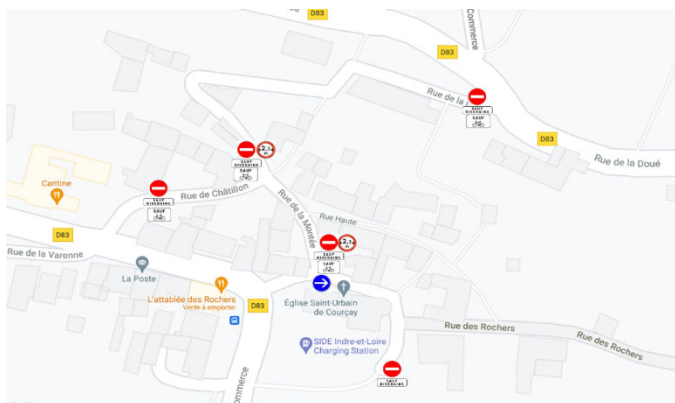 D83
Commerce
D83
Rue de la
SAUF
RIVERAINS
SAUF
D83
Rue de la Doué
2,3
m
SAUF
RIVERAINS
SAUF
Cantine
Rue de Châtillon
SAUF
RIVERAINS
SAUF
Rue de la Montée
Rue Haute
D83
Rue de la Varenne
La Poste
SAUF
RIVERAINS
SAUF
L'attablée des Rochers
Vente à emporter
D83
Église Saint-Urbain
de Courçay
Rue des Rochers
Rue des Rochers
SIDE Indre-et-Loire
Charging Station
SAUF
RIVERAINS
Commerce